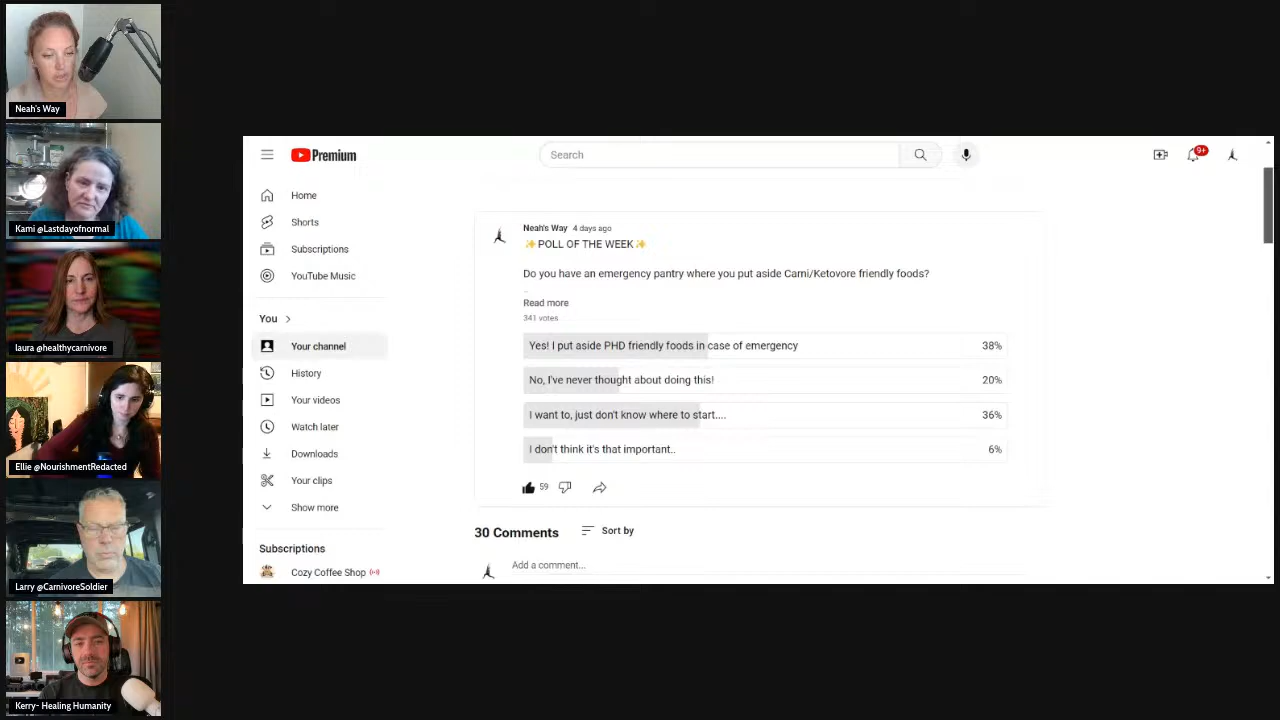 Neah's Way
Kami @Lastdayofnormal
laura @healthycarnivore
Ellie @NourishmentRedacted
Larry @CarnivoreSoldier
Kerry- Healing Humanity
Premium
Search
9+
Home
Shorts
Subscriptions
YouTube Music
You
Your channel
History
Your videos
Watch later
Downloads
Your clips
Show more
Subscriptions
Cozy Coffee Shop
Neah's Way 4 days ago
✨POLL OF THE WEEK✨
Do you have an emergency pantry where you put aside Carni/Ketovore friendly foods?
..
Read more
341 votes
Yes! I put aside PHD friendly foods in case of emergency 38%
No, I've never thought about doing this! 20%
I want to, just don't know where to start.... 36%
I don't think it's that important.. 6%
59
30 Comments Sort by
Add a comment...